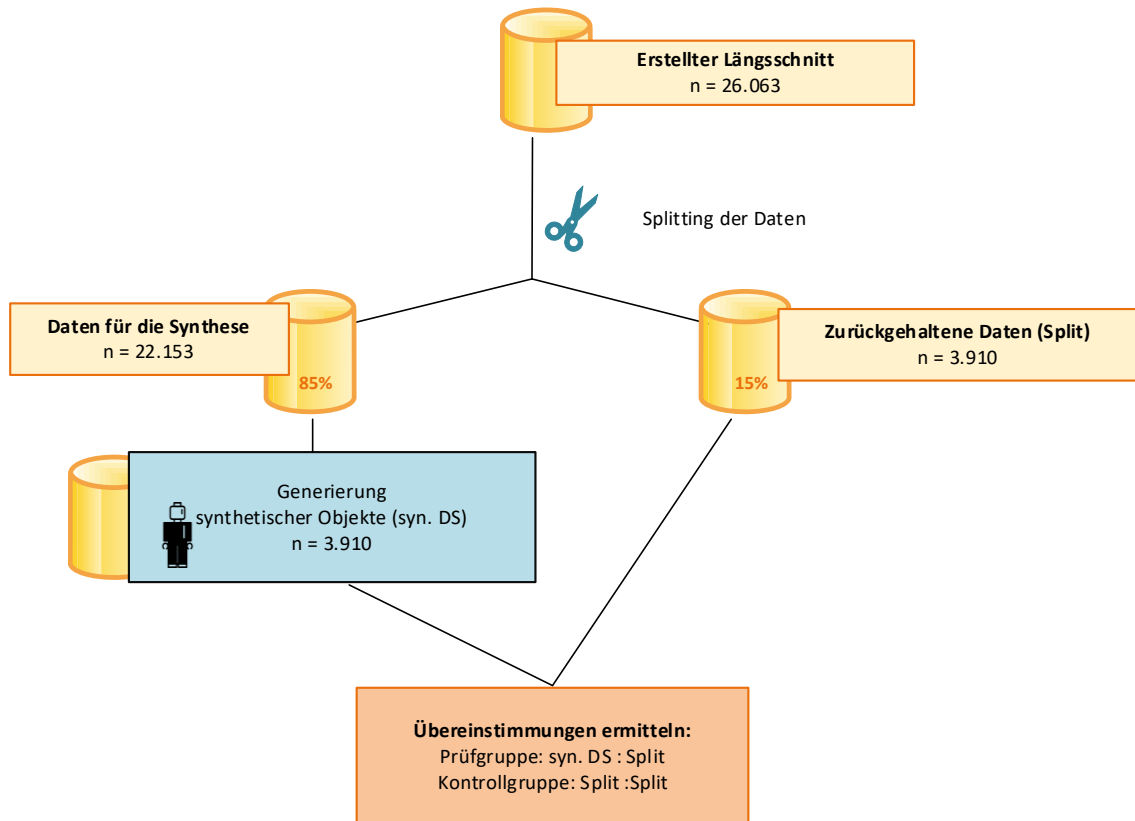 Erstellter Längsschnitt
n = 26.063
Splitting der Daten
Daten für die Synthese
n = 22.153
85%
Zurückgehaltene Daten (Split)
n = 3.910
15%
Generierung
synthetischer Objekte (syn. DS)
n = 3.910
Übereinstimmungen ermitteln:
Prüfgruppe: syn. DS : Split
Kontrollgruppe: Split :Split